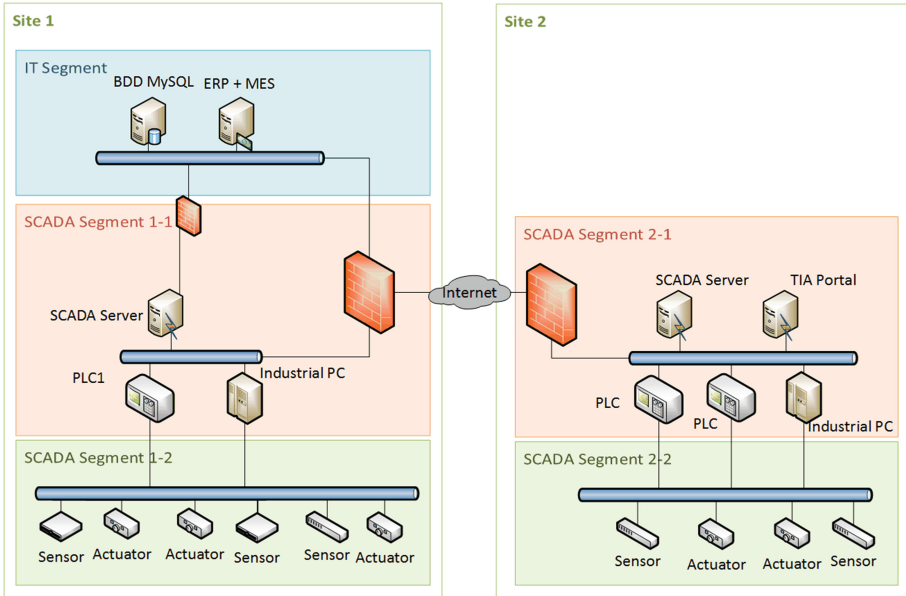 Site 1
IT Segment
BDD MySQL
ERP + MES
SCADA Segment 1-1
SCADA Server
PLC1
Industrial PC
SCADA Segment 1-2
Sensor
Actuator
Actuator
Sensor
Sensor
Actuator
Internet
Site 2
SCADA Segment 2-1
SCADA Server
TIA Portal
PLC
PLC
Industrial PC
SCADA Segment 2-2
Sensor
Actuator
Actuator
Sensor